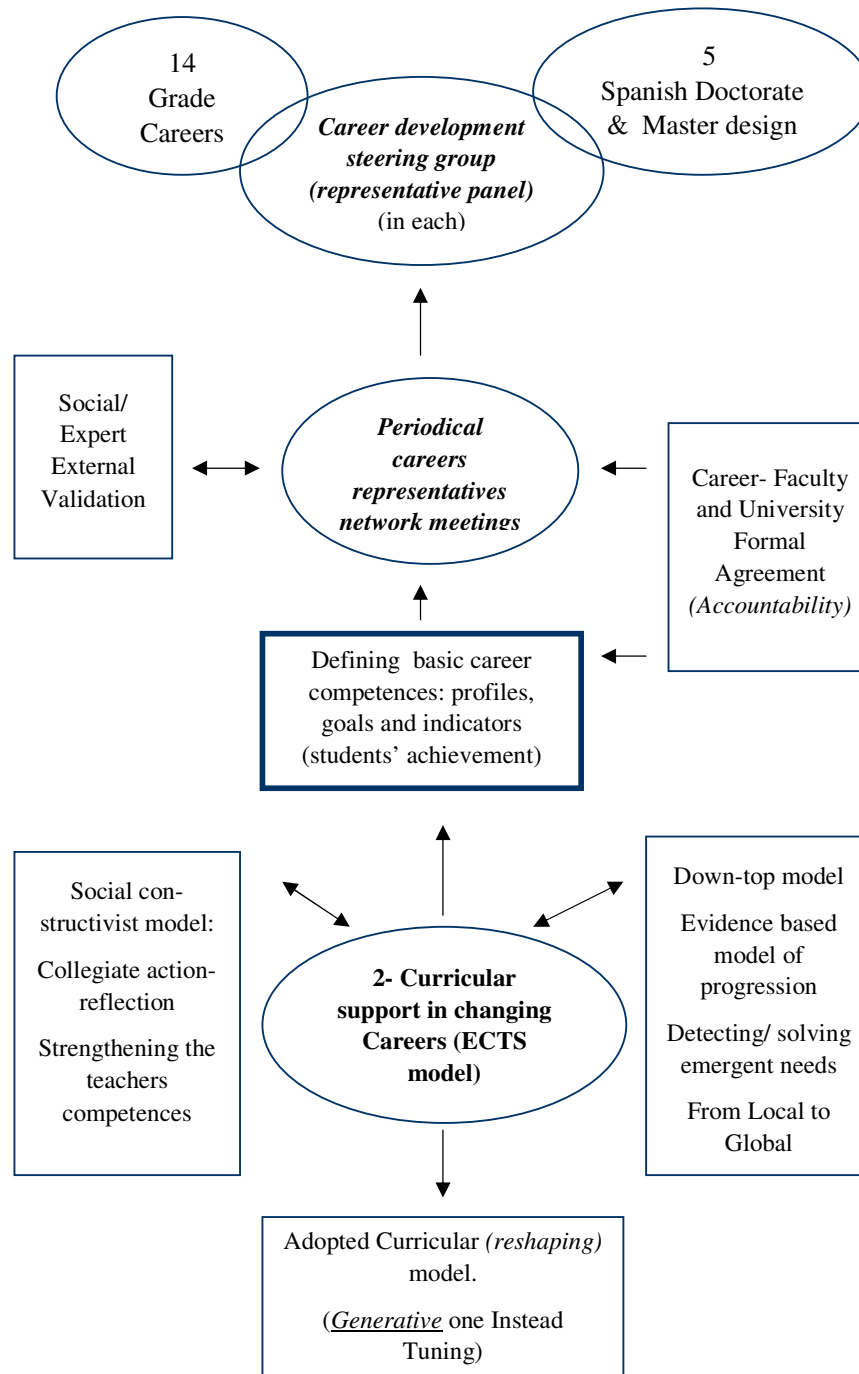 14
Grade
Careers
5
Spanish Doctorate
& Master design
Career development
steering group
(representative panel)
(in each)
Social/
Expert
External
Validation
Periodical
careers
representatives
network meetings
Career- Faculty
and University
Formal
Agreement
(Accountability)
Defining basic career
competences: profiles,
goals and indicators
(students’ achievement)
Social con-
structivist model:
Collegiate action-
reflection
Strengthening the
teachers
competences
2- Curricular
support in changing
Careers (ECTS
model)
Down-top model
Evidence based
model of
progression
Detecting/ solving
emergent needs
From Local to
Global
Adopted Curricular (reshaping)
model.
(Generative one Instead
Tuning)